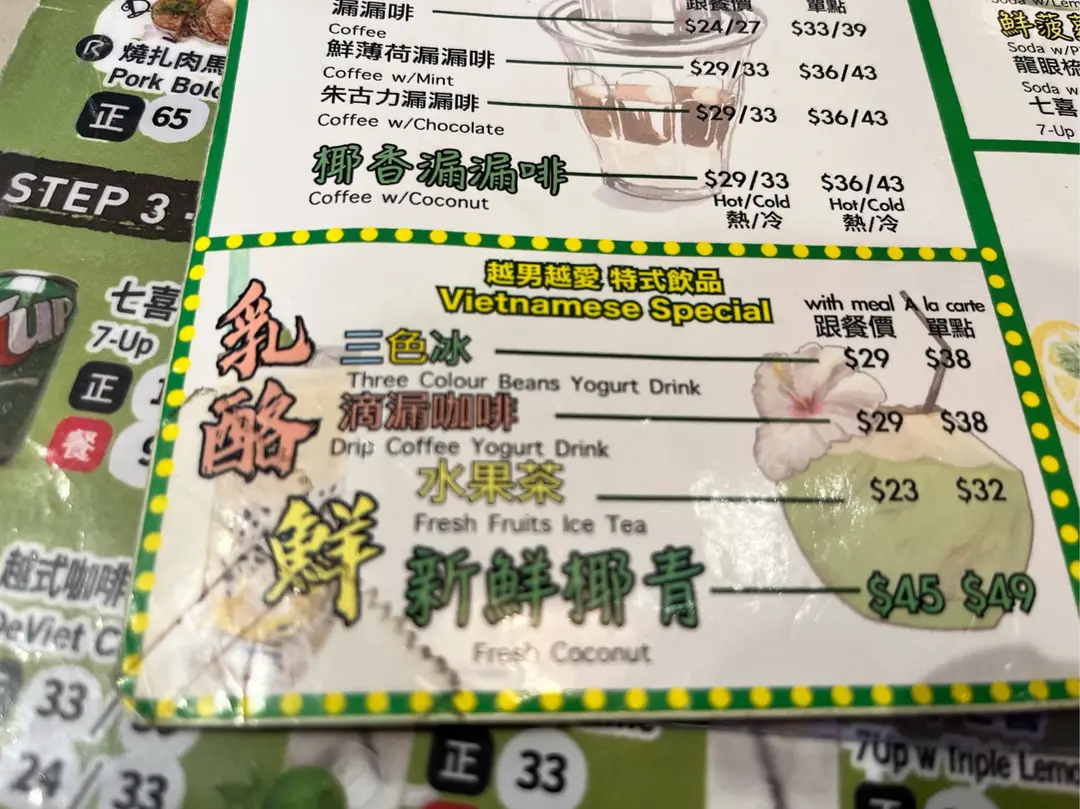 燒扎肉
Pork
正 65
STEP 3
UP
七喜
7-Up
正
餐
越式咖啡
DeViet C
33 /
24 / 33
漏漏啡 $24/27 $33/39
Coffee
鮮薄荷漏漏啡 $29/33 $36/43
Coffee w/Mint
朱古力漏漏啡 $29/33 $36/43
Coffee w/Chocolate
椰香漏漏啡 $29/33 $36/43
Coffee w/Coconut
Hot/Cold Hot/Cold
熱/冷 熱/冷
越男越愛 特式飲品
Vietnamese Special
with meal A la carte
跟餐價 單點
乳酪
三色冰 $29 $38
Three Colour Beans Yogurt Drink
滴漏咖啡 $29 $38
Drip Coffee Yogurt Drink
鮮
水果茶 $23 $32
Fresh Fruits Ice Tea
新鮮椰青 $45 $49
Fresh Coconut
鮮菠
Soda w/P
龍眼梳
Soda w
七喜
7-Up
正 33
7Up w Triple Lemo